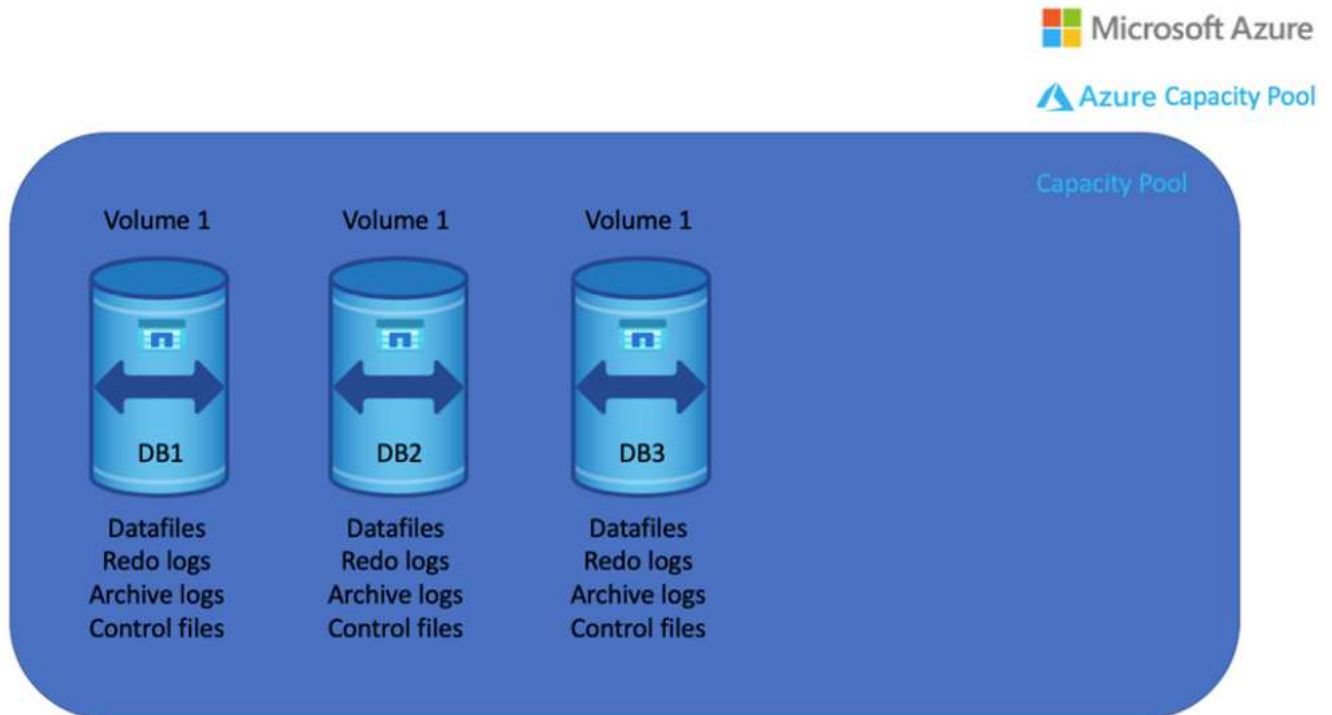 Microsoft Azure
Azure Capacity Pool
Capacity Pool
Volume 1
Volume 1
Volume 1
DB1
DB2
DB3
Datafiles
Redo logs
Archive logs
Control files
Datafiles
Redo logs
Archive logs
Control files
Datafiles
Redo logs
Archive logs
Control files